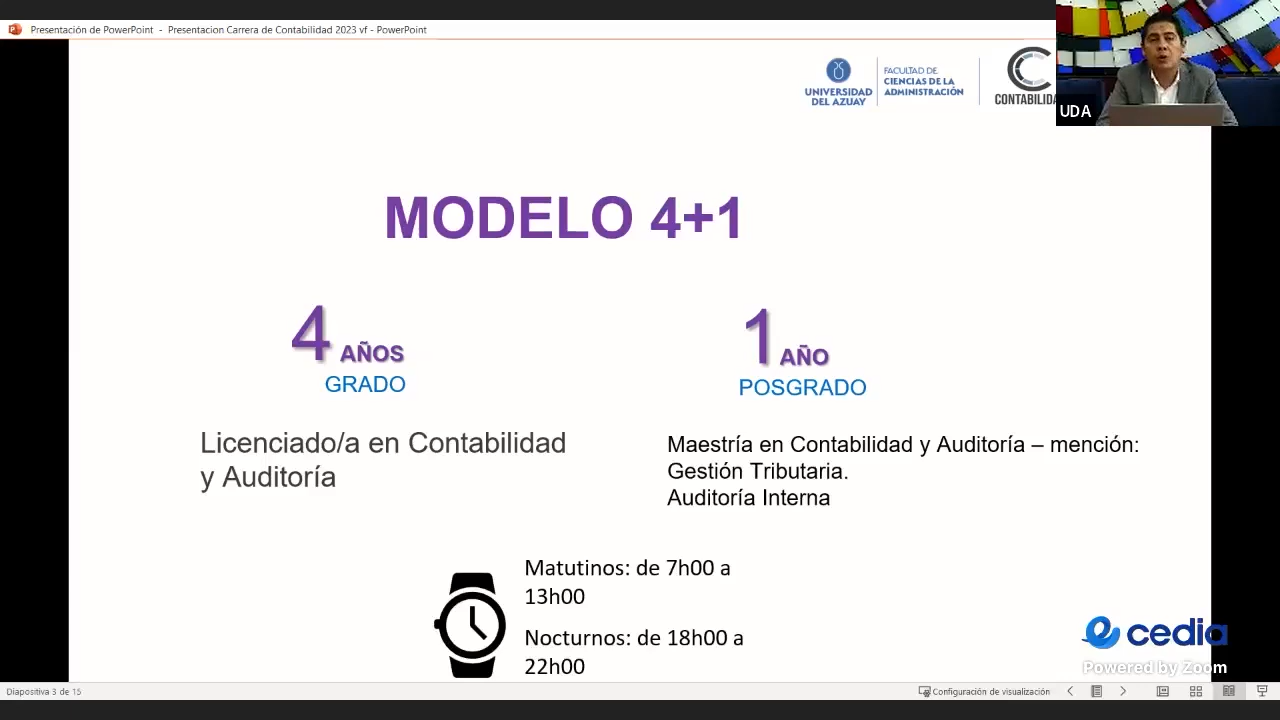 Presentación de PowerPoint - Presentacion Carrera de Contabilidad 2023 vf - PowerPoint
UNIVERSIDAD
DEL AZUAY
FACULTAD DE
CIENCIAS DE LA
ADMINISTRACIÓN
CONTABILIDA
UDA
MODELO 4+1
4 AÑOS
GRADO
Licenciado/a en Contabilidad
y Auditoría
1 AÑO
POSGRADO
Maestría en Contabilidad y Auditoría – mención:
Gestión Tributaria.
Auditoría Interna
Matutinos: de 7h00 a
13h00
Nocturnos: de 18h00 a
22h00
cedia
Powered by Zoom
Diapositiva 3 de 15
Configuración de visualización